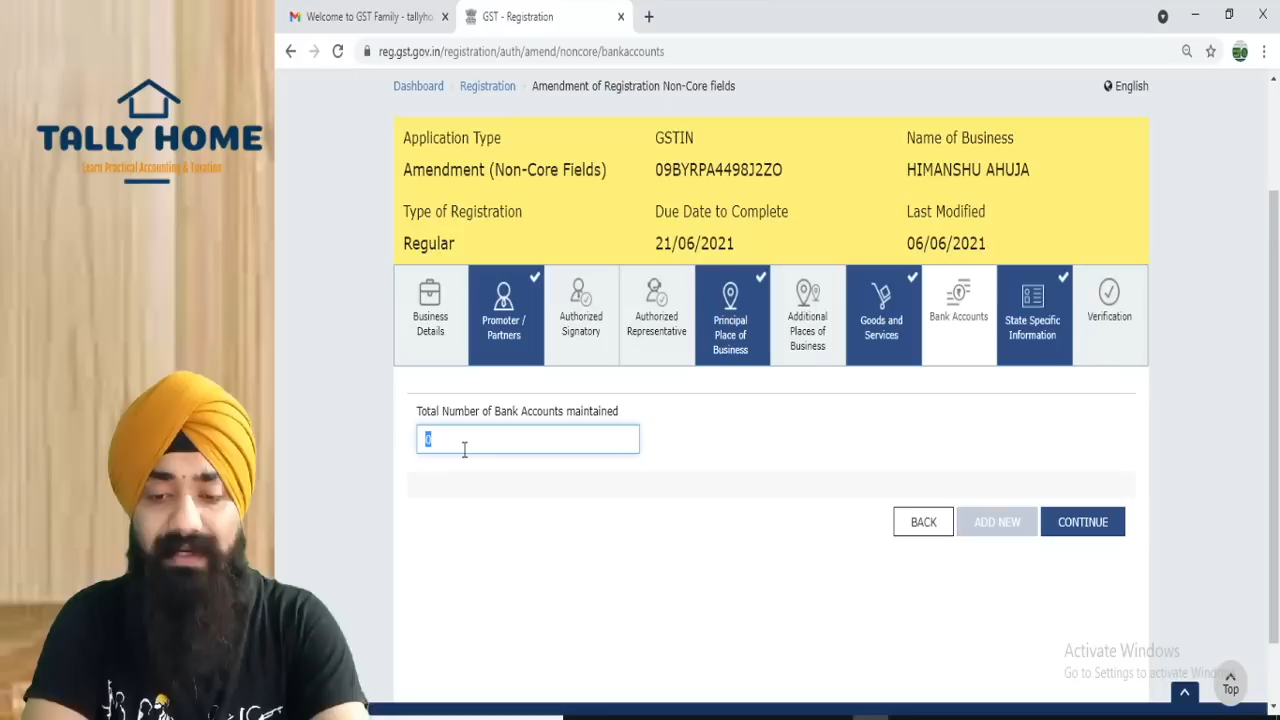 Welcome to GST Family - tallyho
GST - Registration
reg.gst.gov.in/registration/auth/amend/noncore/bankaccounts
TALLY HOME
Learn Practical Accounting & Taxation
Dashboard Registration Amendment of Registration Non-Core fields
English
Application Type GSTIN Name of Business
Amendment (Non-Core Fields) 09BYRPA4498J2ZO HIMANSHU AHUJA
Type of Registration Due Date to Complete Last Modified
Regular 21/06/2021 06/06/2021
Business Details
Promoter / Partners
Authorized Signatory
Authorized Representative
Principal Place of Business
Additional Places of Business
Goods and Services
Bank Accounts
State Specific Information
Verification
Total Number of Bank Accounts maintained
0
BACK ADD NEW CONTINUE
Activate Windows
Go to Settings to activate
Top